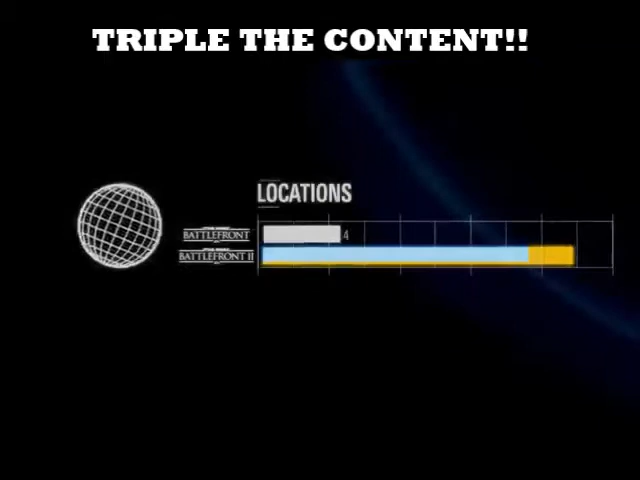 TRIPLE THE CONTENT!!
LOCATIONS
BATTLEFRONT
4
BATTLEFRONT II